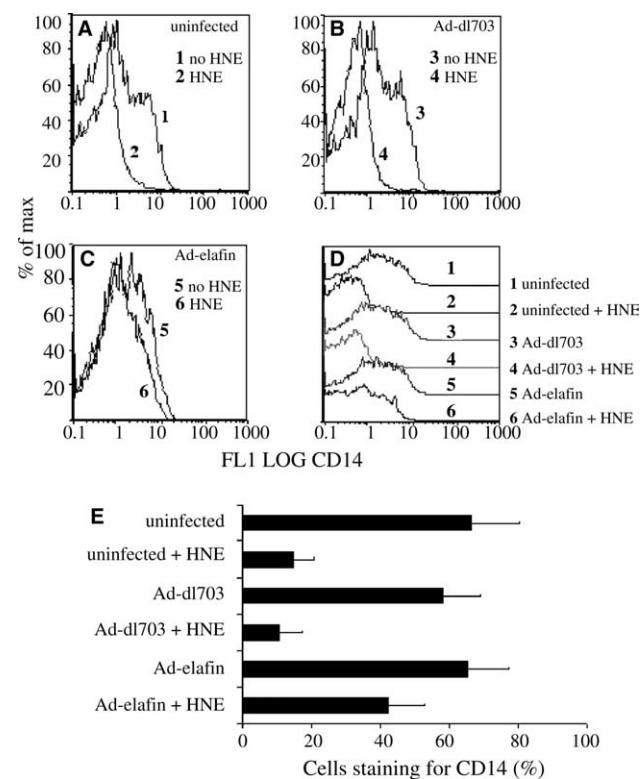 A uninfected
1 no HNE
2 HNE
100
80
60
40
20
1
2
0.1 1 10 100 1000
B Ad-dl703
3 no HNE
4 HNE
100
80
60
40
20
3
4
0.1 1 10 100 1000
% of max
C Ad-elafin
5 no HNE
6 HNE
100
80
60
40
20
5
6
0.1 1 10 100 1000
D
1
2
3
4
5
6
1 uninfected
2 uninfected + HNE
3 Ad-dl703
4 Ad-dl703 + HNE
5 Ad-elafin
6 Ad-elafin + HNE
0.1 1 10 100 1000
FL1 LOG CD14
E
uninfected
uninfected + HNE
Ad-dl703
Ad-dl703 + HNE
Ad-elafin
Ad-elafin + HNE
0 20 40 60 80 100
Cells staining for CD14 (%)